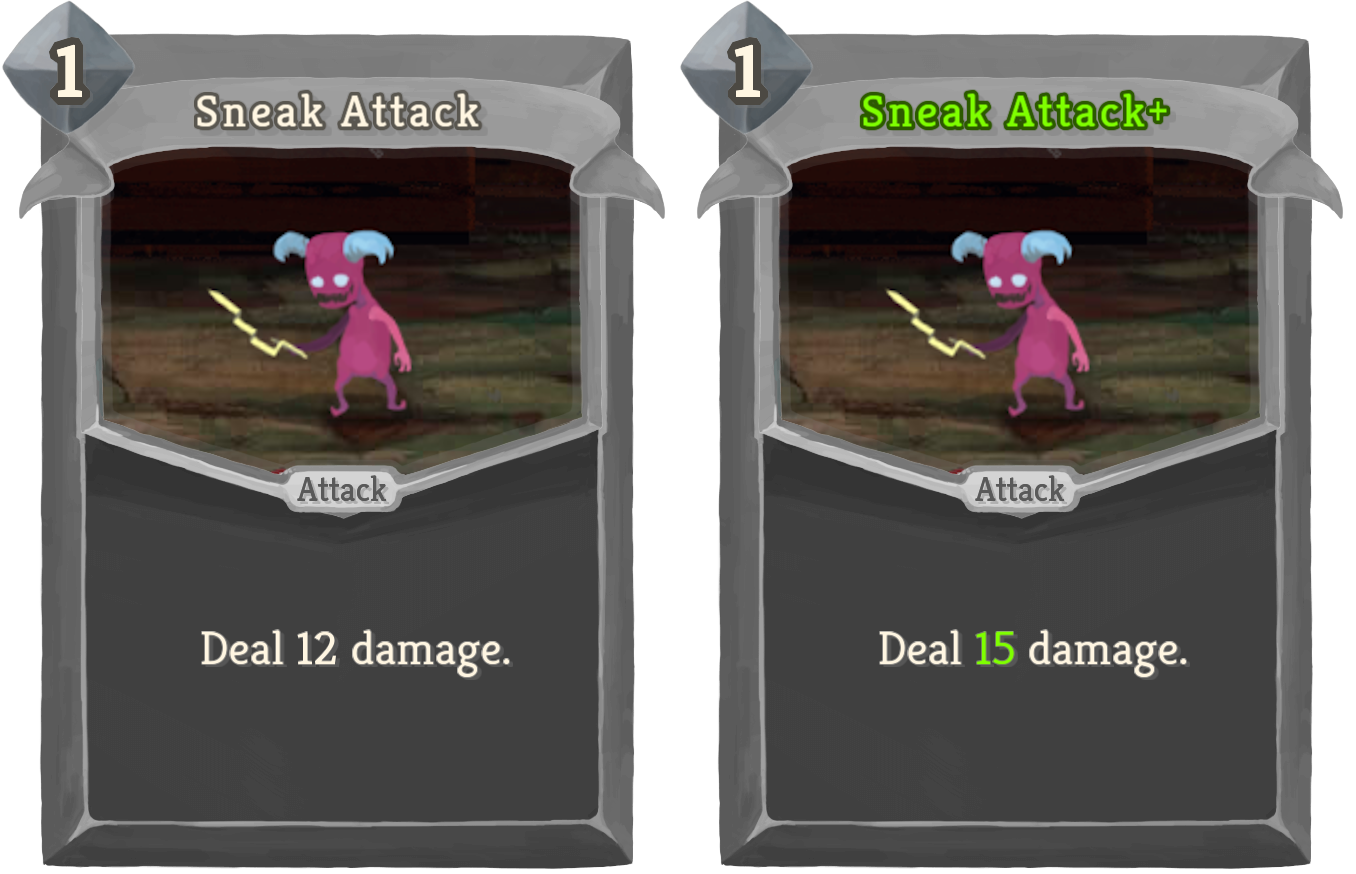 1
Sneak Attack
Attack
Deal 12 damage.
1
Sneak Attack+
Attack
Deal 15 damage.